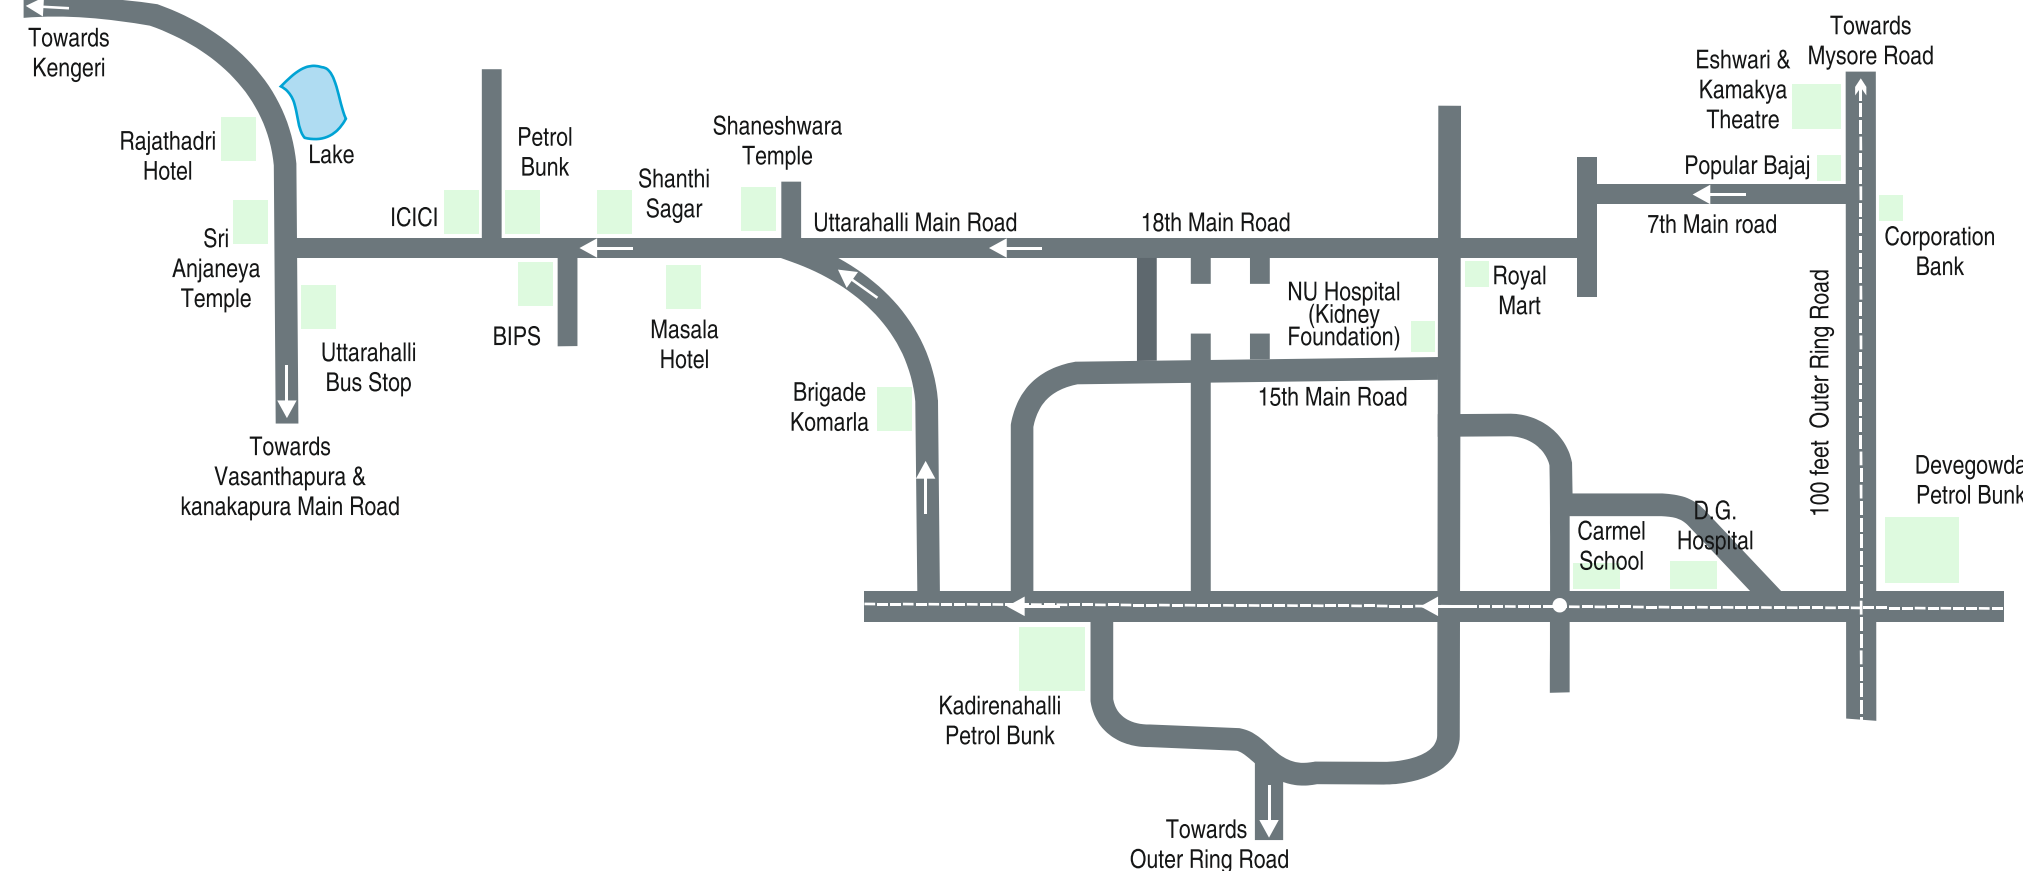 Towards
Kengeri
Rajathadri
Hotel
Lake
Sri
Anjaneya
Temple
Uttarahalli
Bus Stop
Towards
Vasanthapura &
kanakapura Main Road
ICICI
Petrol
Bunk
BIPS
Shanthi
Sagar
Masala
Hotel
Shaneshwara
Temple
Uttarahalli Main Road
18th Main Road
Brigade
Komarla
NU Hospital
(Kidney
Foundation)
15th Main Road
Royal
Mart
Towards
Mysore Road
Eshwari &
Kamakya
Theatre
Popular Bajaj
7th Main road
Corporation
Bank
100 feet Outer Ring Road
Devegowda
Petrol Bunk
D.G.
Hospital
Carmel
School
Kadirenahalli
Petrol Bunk
Towards
Outer Ring Road